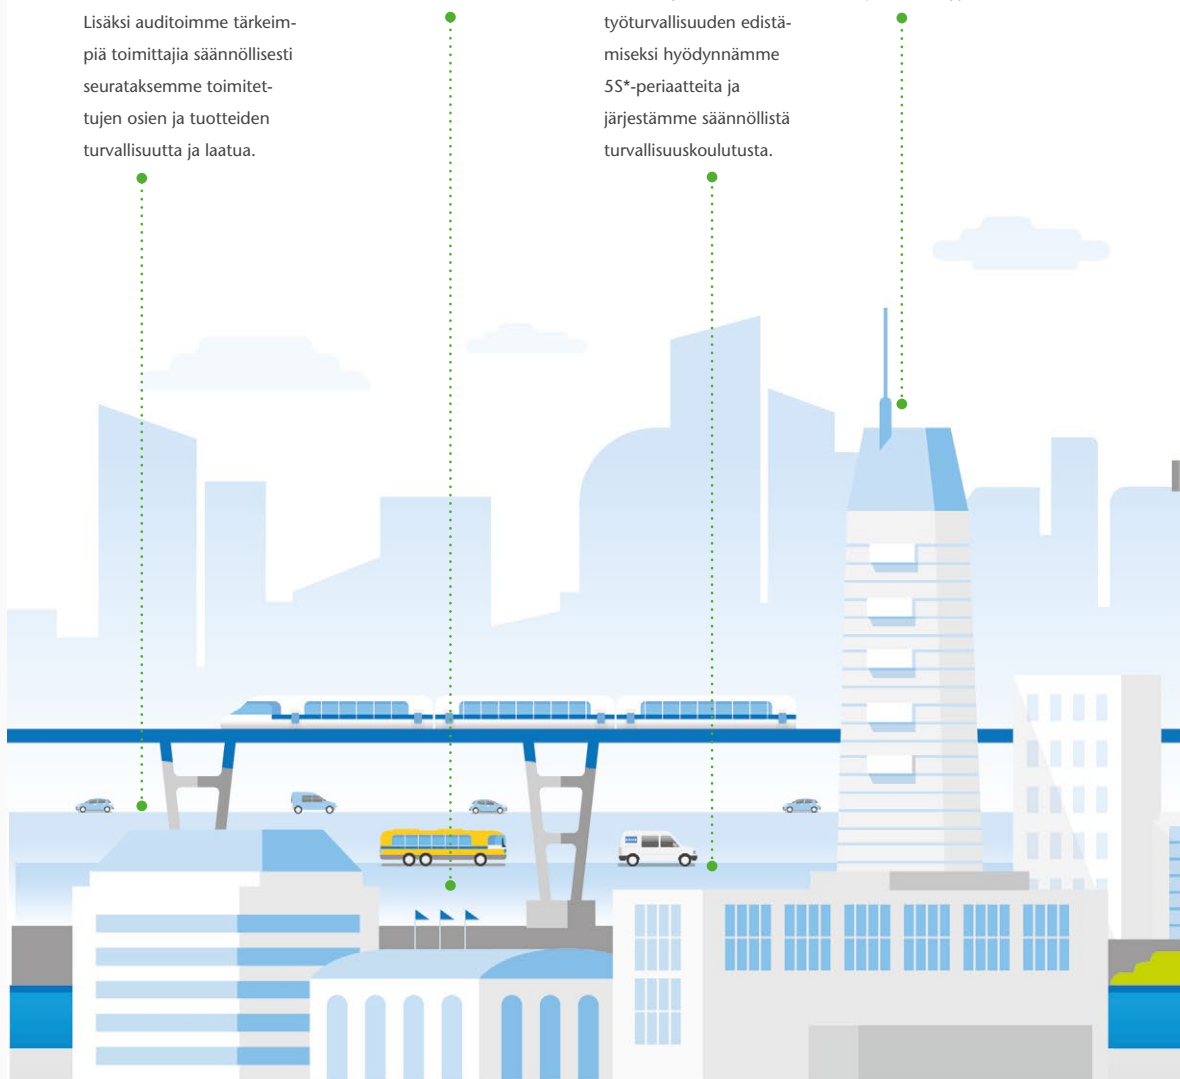 Lisäksi auditoimme tärkeim-
piä toimittajia säännöllisesti
seurataksemme toimitet-
tujen osien ja tuotteiden
turvallisuutta ja laatua.
työturvallisuuden edistä-
miseksi hyödynnämme
5S*-periaatteita ja
järjestämme säännöllistä
turvallisuuskoulutusta.